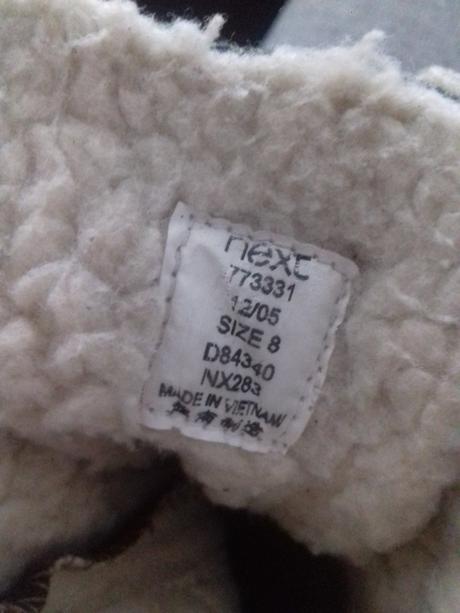 next
773331
12/05
SIZE 8
D84340
NX283
MADE IN VIETNAM